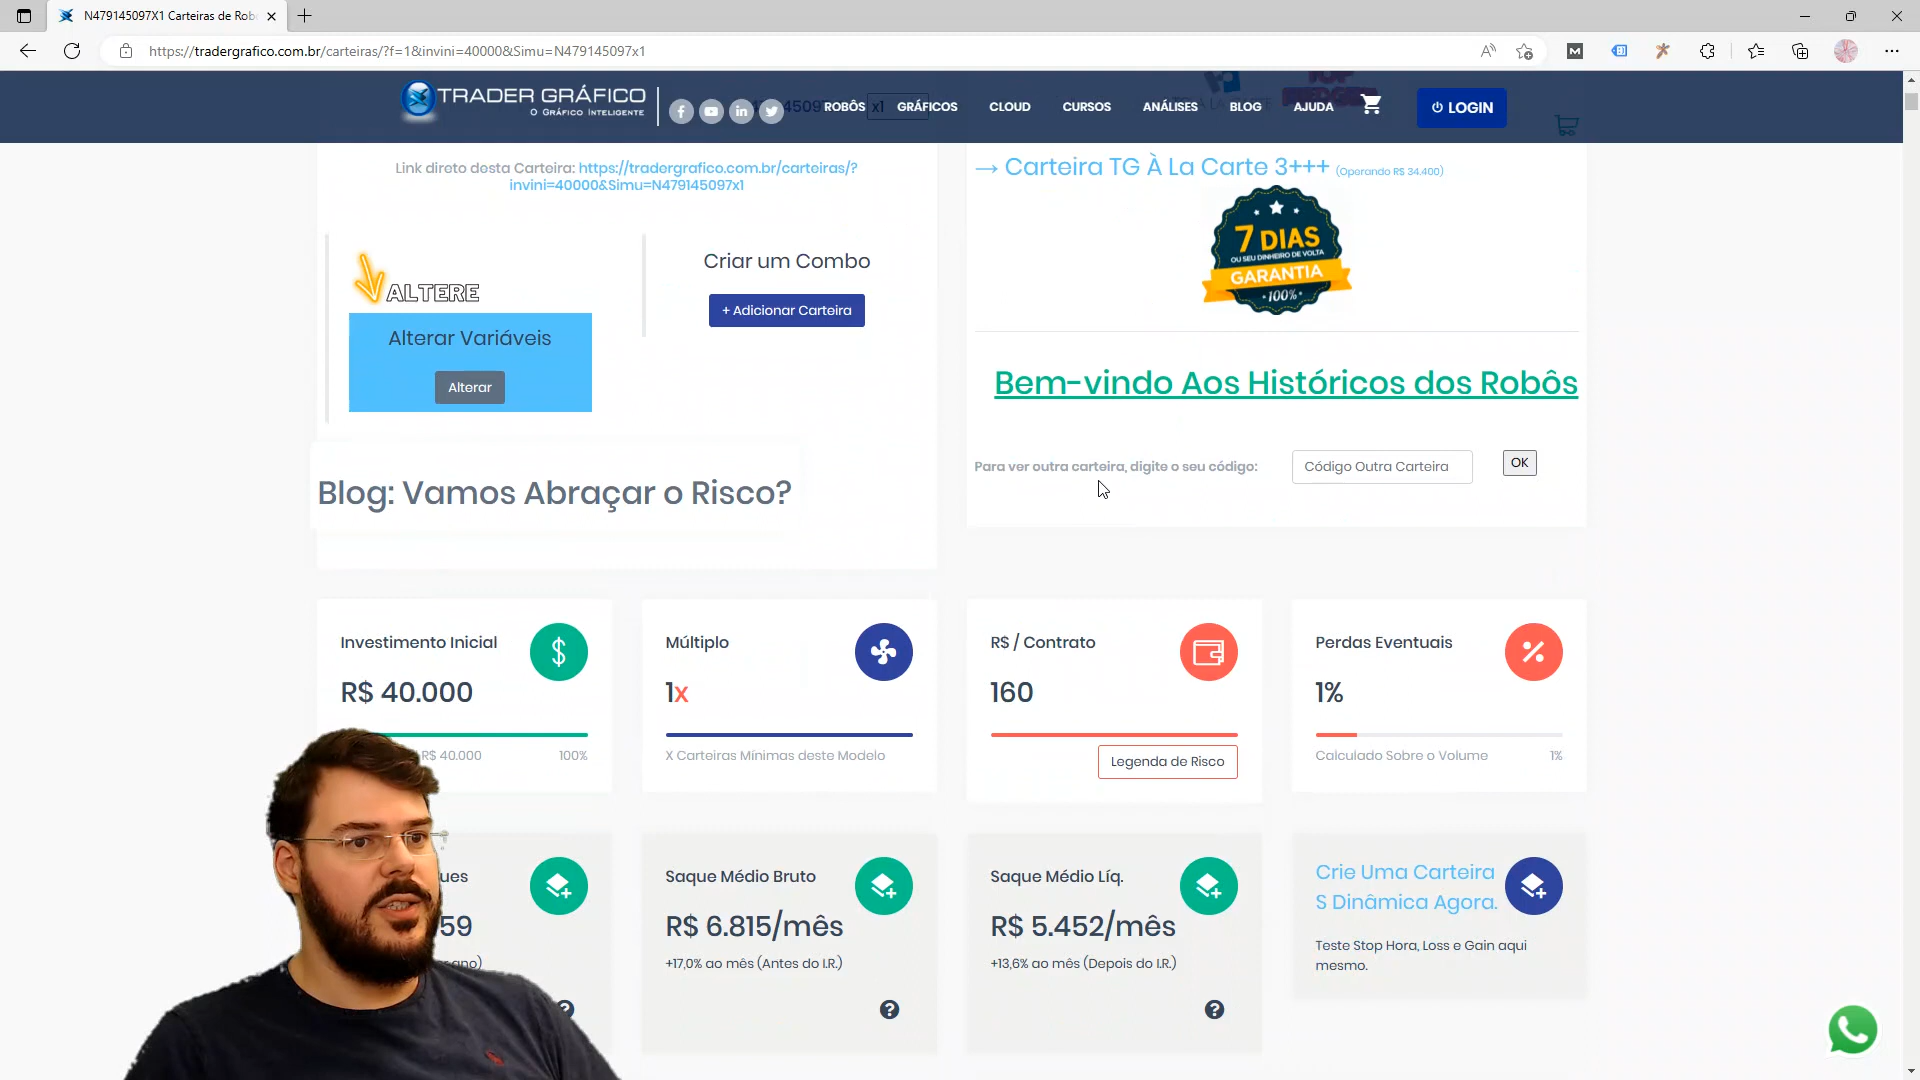 N479145097X1 Carteiras de Rob
https://tradergrafico.com.br/carteiras/?f=1&invini=40000&Simu=N479145097x1
TRADER GRÁFICO
O GRÁFICO INTELIGENTE
ROBÔS
x1
GRÁFICOS
CLOUD
CURSOS
ANÁLISES
BLOG
AJUDA
LOGIN
Link direto desta Carteira: https://tradergrafico.com.br/carteiras/?
invini=40000&Simu=N479145097x1
→ Carteira TG À La Carte 3+++ (Operando R$ 34.400)
7 DIAS
OU SEU DINHEIRO DE VOLTA
GARANTIA
100%
ALTERE
Alterar Variáveis
Alterar
Criar um Combo
+ Adicionar Carteira
Bem-vindo Aos Históricos dos Robôs
Para ver outra carteira, digite o seu código:
Código Outra Carteira
OK
Blog: Vamos Abraçar o Risco?
Investimento Inicial
R$ 40.000
R$ 40.000
100%
Múltiplo
1x
X Carteiras Mínimas deste Modelo
R$ / Contrato
160
Legenda de Risco
Perdas Eventuais
1%
Calculado Sobre o Volume
1%
ues
59
ano)
Saque Médio Bruto
R$ 6.815/mês
+17,0% ao mês (Antes do I.R.)
Saque Médio Líq.
R$ 5.452/mês
+13,6% ao mês (Depois do I.R.)
Crie Uma Carteira
S Dinâmica Agora.
Teste Stop Hora, Loss e Gain aqui
mesmo.